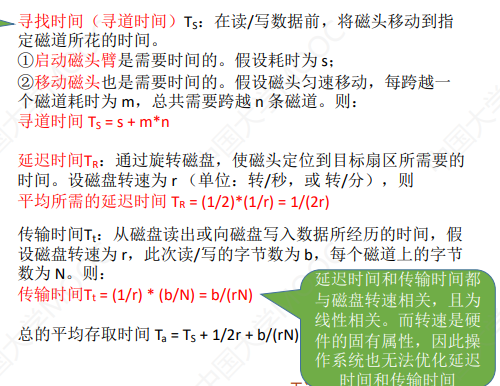 寻找时间（寻道时间）TS：在读/写数据前，将磁头移动到指
定磁道所花的时间。
①启动磁头臂是需要时间的。假设耗时为 s；
②移动磁头也是需要时间的。假设磁头匀速移动，每跨越一
个磁道耗时为 m，总共需要跨越 n 条磁道。则：
寻道时间 TS = s + m*n
延迟时间TR：通过旋转磁盘，使磁头定位到目标扇区所需要的
时间。设磁盘转速为 r （单位：转/秒，或 转/分），则
平均所需的延迟时间 TR = (1/2)*(1/r) = 1/(2r)
传输时间Tt：从磁盘读出或向磁盘写入数据所经历的时间，假
设磁盘转速为 r，此次读/写的字节数为 b，每个磁道上的字节
数为 N。则：
传输时间Tt = (1/r) * (b/N) = b/(rN)
总的平均存取时间 Ta = TS + 1/2r + b/(rN)
延迟时间和传输时间都
与磁盘转速相关，且为
线性相关。而转速是硬
件的固有属性，因此操
作系统也无法优化延迟
时间和传输时间